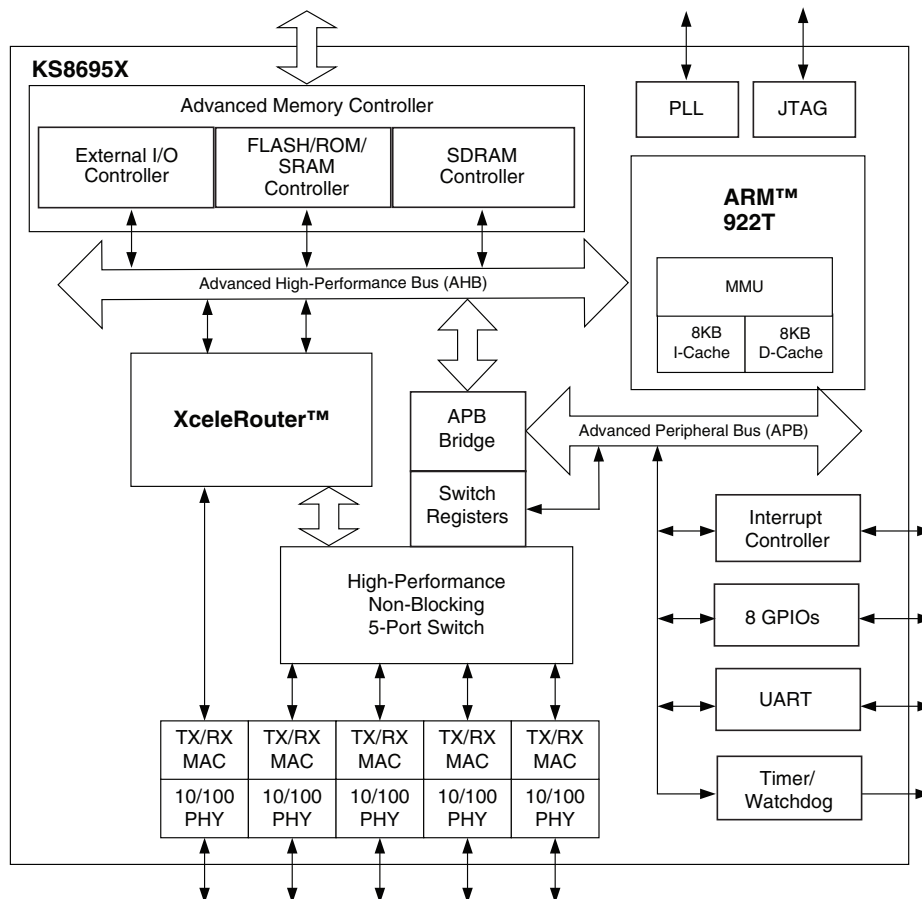 KS8695X
Advanced Memory Controller
External I/O
Controller
FLASH/ROM/
SRAM
Controller
SDRAM
Controller
PLL
JTAG
ARM™
922T
MMU
8KB
I-Cache
8KB
D-Cache
Advanced High-Performance Bus (AHB)
XceleRouter™
APB
Bridge
Advanced Peripheral Bus (APB)
Switch
Registers
High-Performance
Non-Blocking
5-Port Switch
Interrupt
Controller
8 GPIOs
UART
Timer/
Watchdog
TX/RX
MAC
TX/RX
MAC
TX/RX
MAC
TX/RX
MAC
TX/RX
MAC
10/100
PHY
10/100
PHY
10/100
PHY
10/100
PHY
10/100
PHY